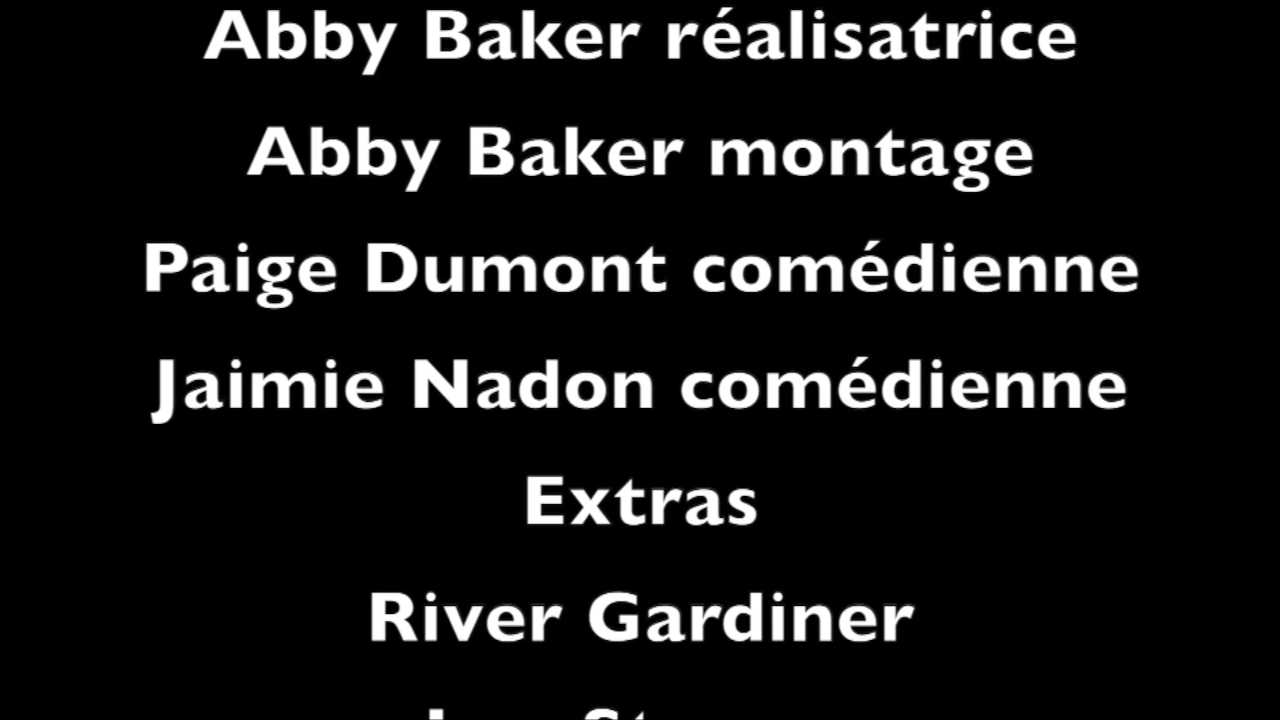 Abby Baker réalisatrice
Abby Baker montage
Paige Dumont comédienne
Jaimie Nadon comédienne
Extras
River Gardiner